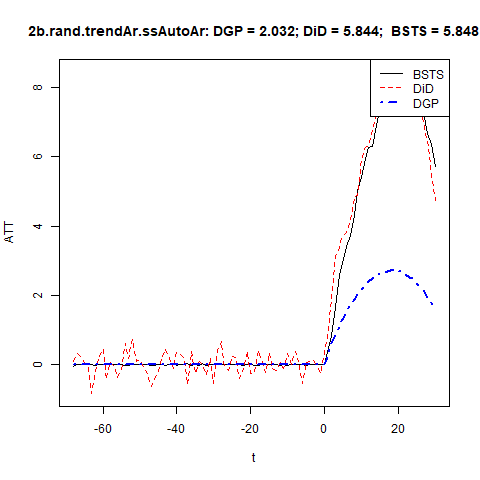 2b.rand.trendAr.ssAutoAr: DGP = 2.032; DiD = 5.844;  BSTS = 5.848
BSTS
DiD
DGP
8
6
4
2
0
ATT
-60 -40 -20 0 20
t